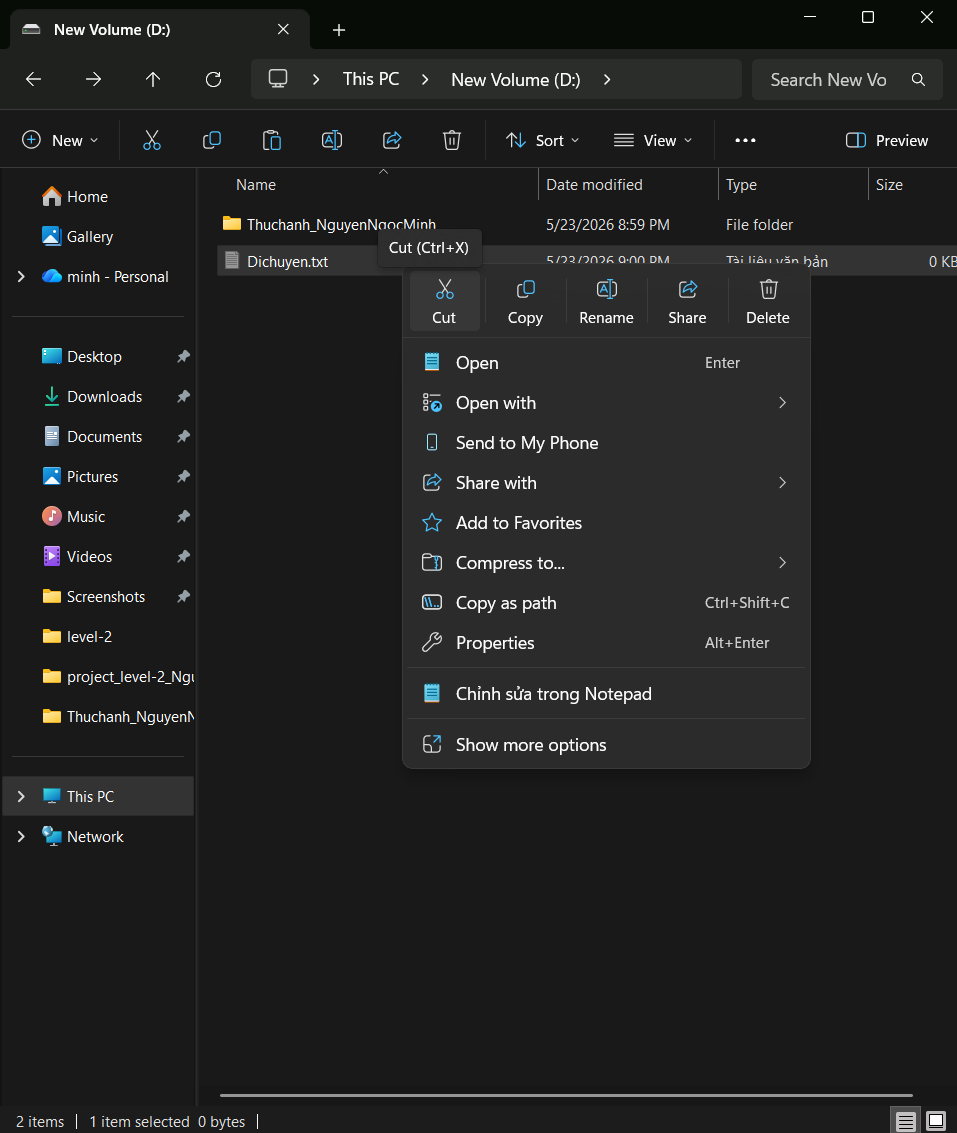 New Volume (D:)
This PC
New Volume (D:)
Search New Vo
New
Sort
View
Preview
Home
Gallery
minh - Personal
Desktop
Downloads
Documents
Pictures
Music
Videos
Screenshots
level-2
project_level-2_Ngu
Thuchanh_NguyenN
This PC
Network
Name Date modified Type Size
Thuchanh_NguyenNgocMinh 5/23/2026 8:59 PM File folder
Dichuyen.txt 5/23/2026 9:00 PM Tài liệu văn bản 0 KB
Cut (Ctrl+X)
Cut Copy Rename Share Delete
Open Enter
Open with
Send to My Phone
Share with
Add to Favorites
Compress to...
Copy as path Ctrl+Shift+C
Properties Alt+Enter
Chỉnh sửa trong Notepad
Show more options
2 items 1 item selected 0 bytes